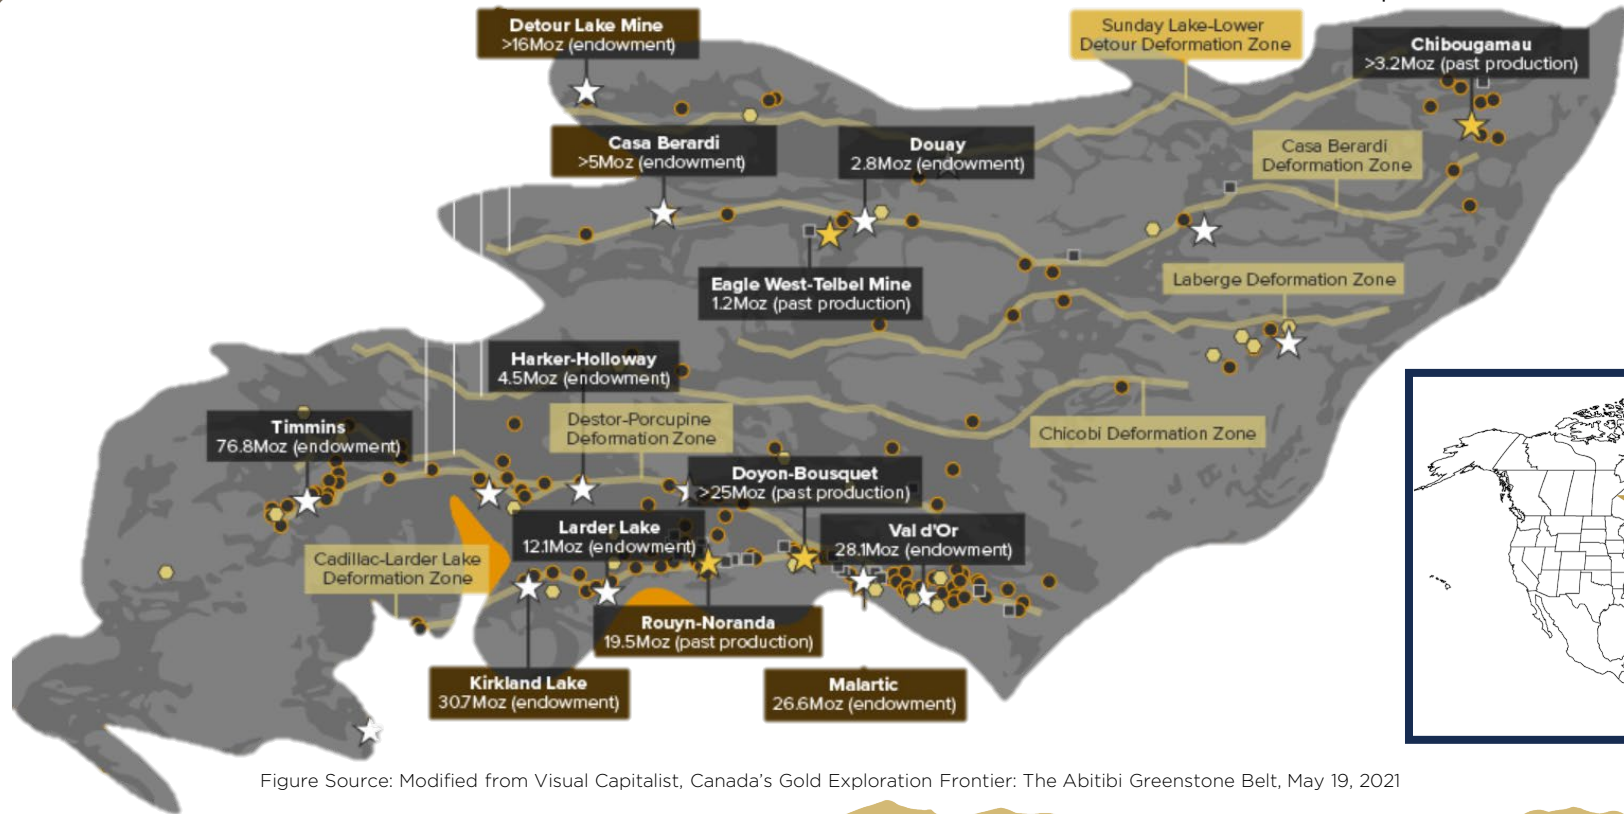 Detour Lake Mine
>16Moz (endowment)
Sunday Lake-Lower
Detour Deformation Zone
Chibougamau
>3.2Moz (past production)
Casa Berardi
>5Moz (endowment)
Douay
2.8Moz (endowment)
Casa Berardi
Deformation Zone
Eagle West-Telbel Mine
1.2Moz (past production)
Laberge Deformation Zone
Harker-Holloway
4.5Moz (endowment)
Timmins
76.8Moz (endowment)
Destor-Porcupine
Deformation Zone
Chicobi Deformation Zone
Doyon-Bousquet
>25Moz (past production)
Larder Lake
12.1Moz (endowment)
Val d'Or
28.1Moz (endowment)
Cadillac-Larder Lake
Deformation Zone
Rouyn-Noranda
19.5Moz (past production)
Kirkland Lake
30.7Moz (endowment)
Malartic
26.6Moz (endowment)
Figure Source: Modified from Visual Capitalist, Canada's Gold Exploration Frontier: The Abitibi Greenstone Belt, May 19, 2021